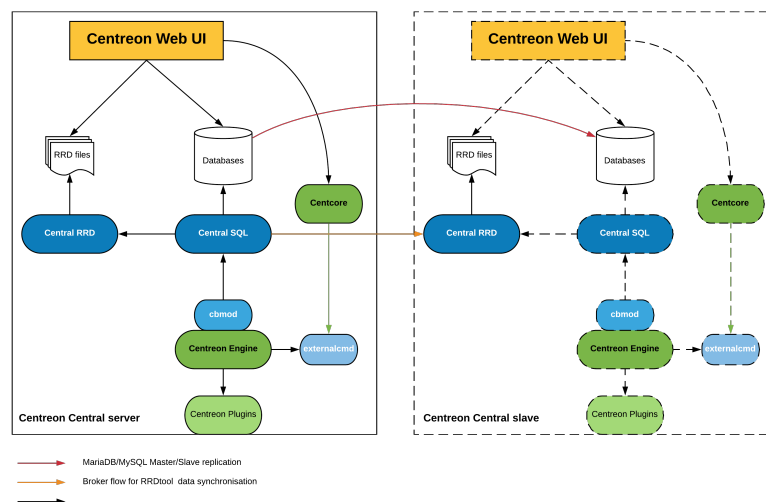 Centreon Web UI
RRD files
Databases
Centcore
Central RRD
Central SQL
cbmod
Centreon Engine
externalcmd
Centreon Plugins
Centreon Central server
Centreon Web UI
RRD files
Databases
Centcore
Central RRD
Central SQL
cbmod
Centreon Engine
externalcmd
Centreon Plugins
Centreon Central slave
MariaDB/MySQL Master/Slave replication
Broker flow for RRDtool data synchronisation